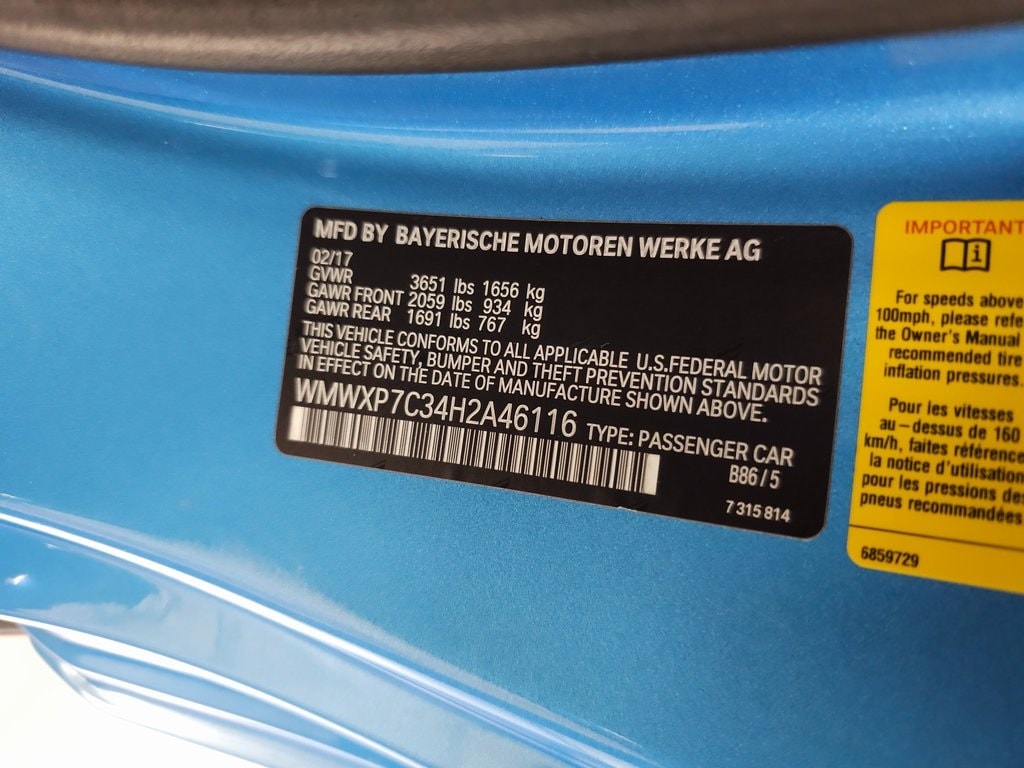 MFD BY BAYERISCHE MOTOREN WERKE AG
02/17
GVWR 3651 lbs 1656 kg
GAWR FRONT 2059 lbs 934 kg
GAWR REAR 1691 lbs 767 kg
THIS VEHICLE CONFORMS TO ALL APPLICABLE U.S.FEDERAL MOTOR
VEHICLE SAFETY, BUMPER AND THEFT PREVENTION STANDARDS
IN EFFECT ON THE DATE OF MANUFACTURE SHOWN ABOVE.
WMWXP7C34H2A46116 TYPE: PASSENGER CAR
B86/5
7 315 814
IMPORTANT
i
For speeds above
100mph, please refe
the Owner's Manual
recommended tire
inflation pressures.
Pour les vitesses
au-dessus de 160
km/h, faites référence
la notice d'utilisation
pour les pressions des
pneus recommandées
6859729